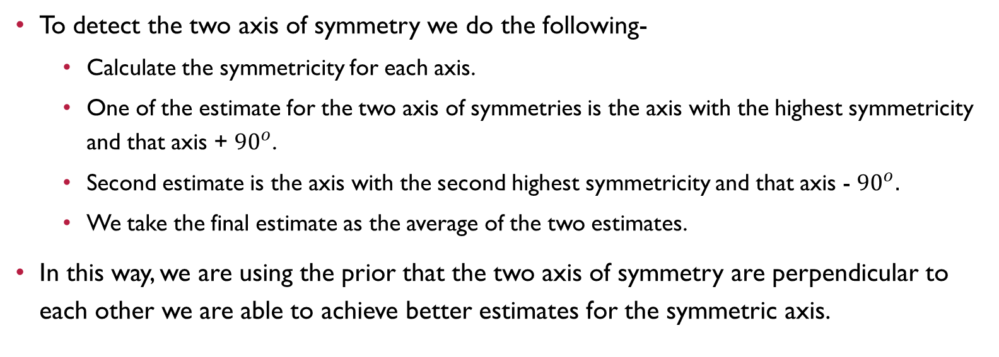 • To detect the two axis of symmetry we do the following-
• Calculate the symmetricity for each axis.
• One of the estimate for the two axis of symmetries is the axis with the highest symmetricity
and that axis + 90°.
• Second estimate is the axis with the second highest symmetricity and that axis - 90°.
• We take the final estimate as the average of the two estimates.
• In this way, we are using the prior that the two axis of symmetry are perpendicular to
each other we are able to achieve better estimates for the symmetric axis.